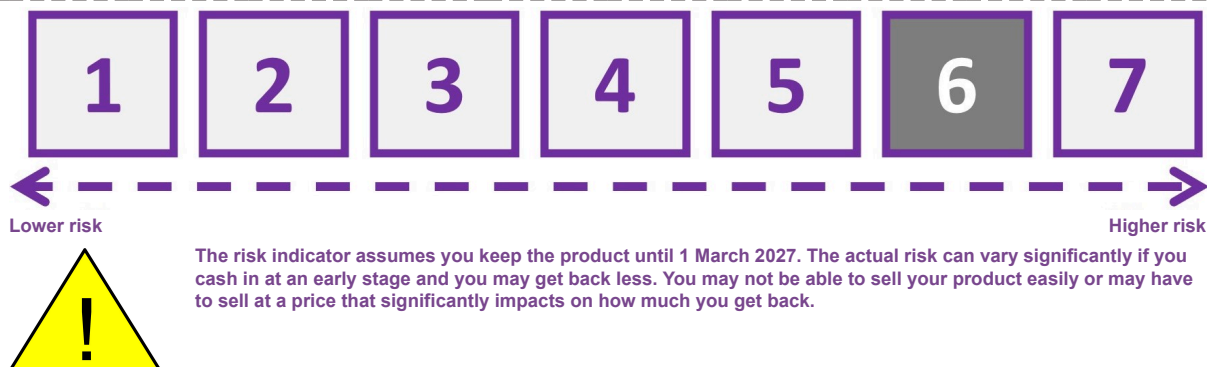 1 2 3 4 5 6 7
Lower risk Higher risk
The risk indicator assumes you keep the product until 1 March 2027. The actual risk can vary significantly if you
cash in at an early stage and you may get back less. You may not be able to sell your product easily or may have
to sell at a price that significantly impacts on how much you get back.
!